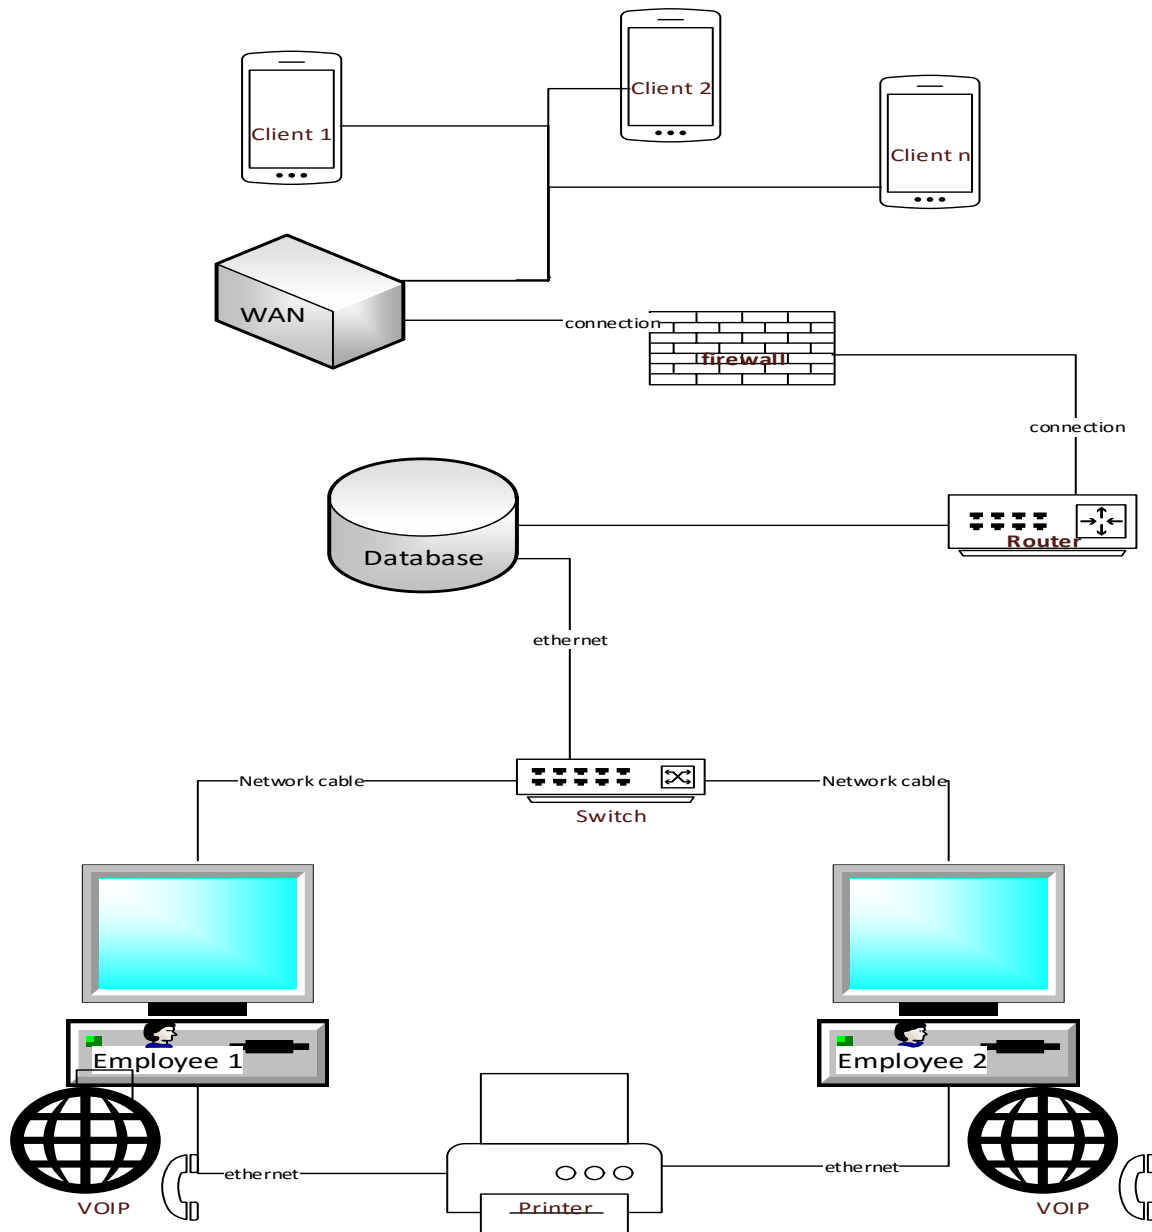 Client 2
Client 1
Client n
WAN
connection
firewall
connection
Router
Database
ethernet
Network cable
Network cable
Switch
Employee 1
Employee 2
ethernet
ethernet
VOIP
Printer
VOIP